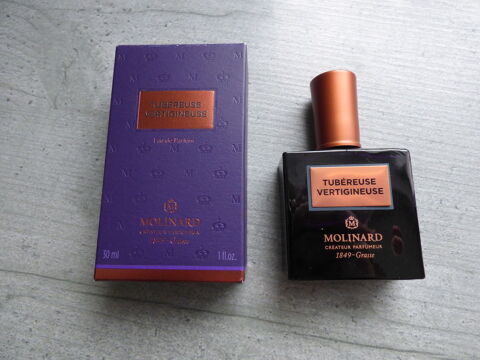 TUBÉREUSE
VERTIGINEUSE
Eau de Parfum
M
MOLINARD
30 ml
1 fl.oz.
TUBÉREUSE
VERTIGINEUSE
M
MOLINARD
CRÉATEUR PARFUMEUR
1849-Grasse